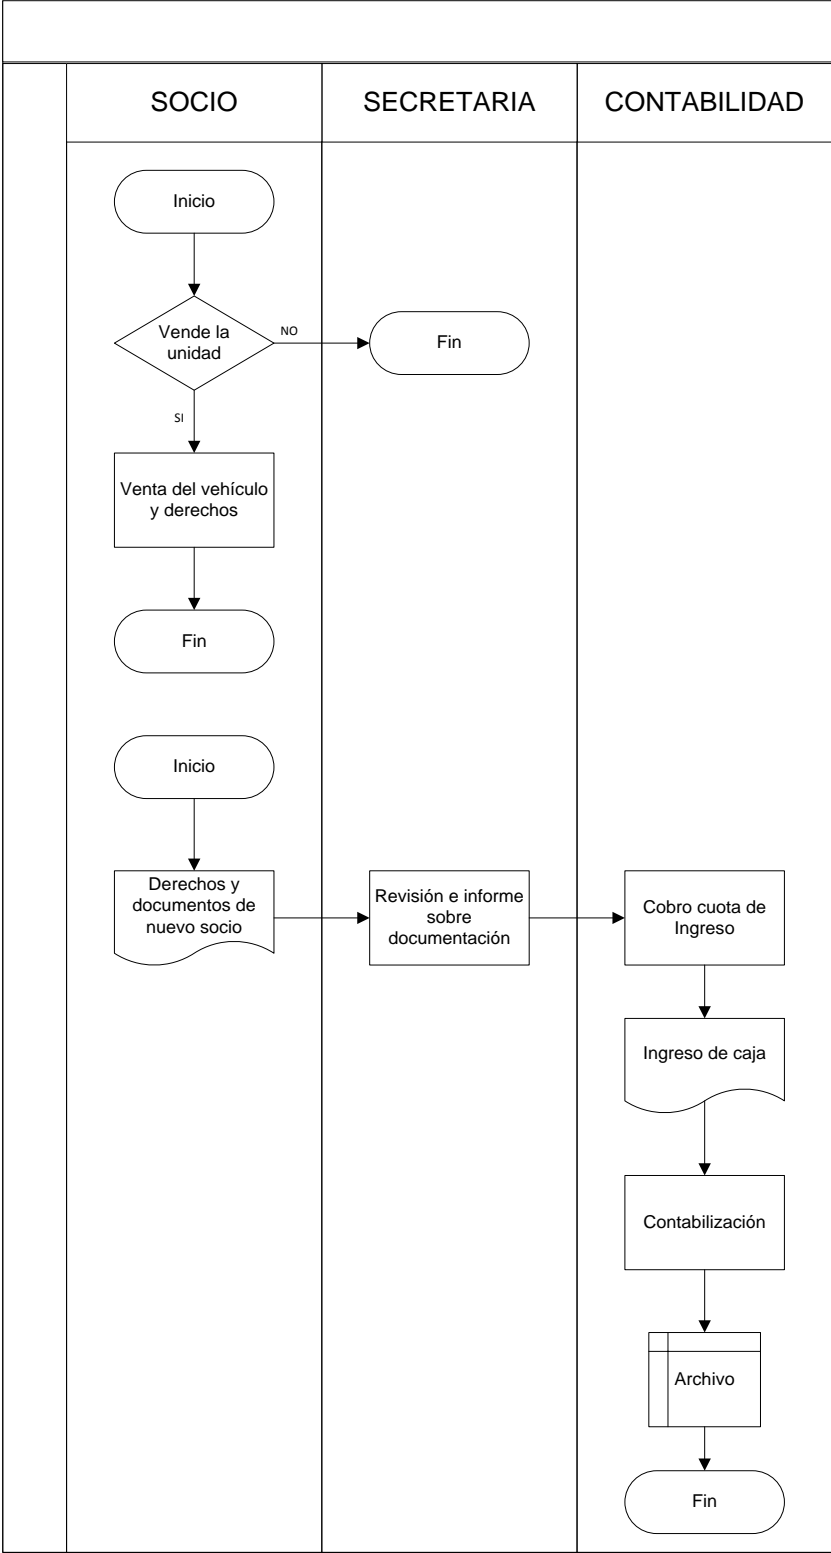 SOCIO
SECRETARIA
CONTABILIDAD
Inicio
Vende la
unidad
NO
Fin
SI
Venta del vehículo
y derechos
Fin
Inicio
Derechos y
documentos de
nuevo socio
Revisión e informe
sobre
documentación
Cobro cuota de
Ingreso
Ingreso de caja
Contabilización
Archivo
Fin